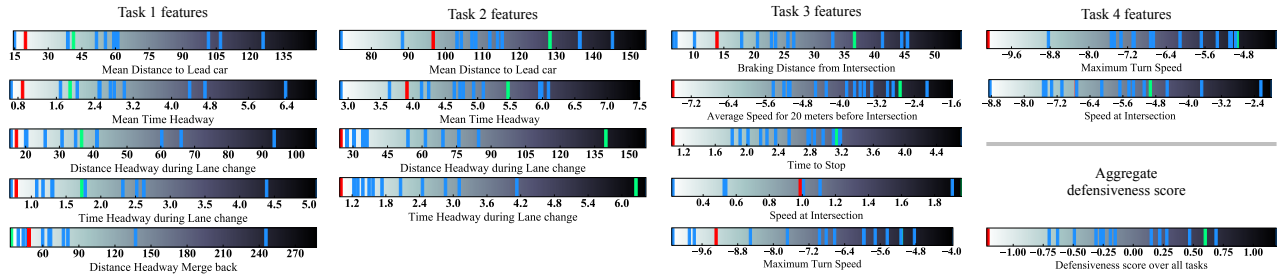 Task 1 features
15 45 75 105 135
Mean Distance to Lead car
0.8 1.6 2.4 3.2 4.0 4.8 5.6 6.4
Mean Time Headway
20 30 40 50 60 70 80 90 100
Distance Headway during Lane change
1.0 1.5 2.0 2.5 3.0 3.5 4.0 4.5 5.0
Time Headway during Lane change
60 90 120 150 180 210 240 270
Distance Headway Merge back
Task 2 features
80 100 120 140
Mean Distance to Lead car
3.0 3.5 4.0 4.5 5.0 5.5 6.0 6.5 7.0 7.5
Mean Time Headway
30 45 60 75 90 105 120 135 150
Distance Headway during Lane change
1.2 1.8 2.4 3.0 3.6 4.2 4.8 5.4 6.0
Time Headway during Lane change
Task 3 features
10 20 30 40 50
Braking Distance from Intersection
−7.2 −6.4 −5.6 −4.8 −4.0 −3.2 −2.4 −1.6
Average Speed for 20 meters before Intersection
1.2 1.6 2.0 2.4 2.8 3.2 3.6 4.0 4.4
Time to Stop
0.4 0.6 0.8 1.0 1.2 1.4 1.6 1.8
Speed at Intersection
−9.6 −8.8 −8.0 −7.2 −6.4 −5.6 −4.8 −4.0
Maximum Turn Speed
Task 4 features
−9.6 −8.8 −8.0 −7.2 −6.4 −5.6 −4.8
Maximum Turn Speed
−8.8 −8.0 −7.2 −6.4 −5.6 −4.8 −4.0 −3.2 −2.4
Speed at Intersection
Aggregate
defensiveness score
−1.00 −0.75 −0.50 −0.25 0.00 0.25 0.50 0.75 1.00
Defensiveness score over all tasks